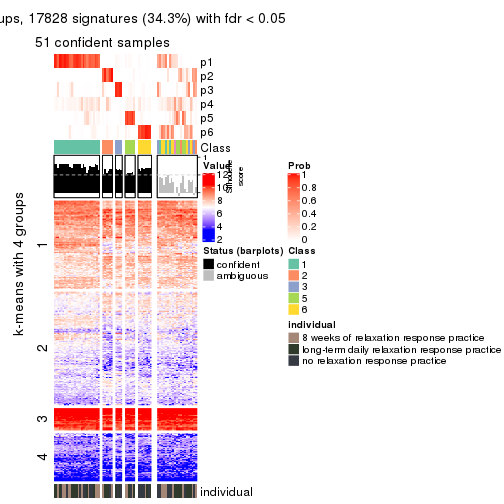 ups, 17828 signatures (34.3%) with fdr < 0.05
51 confident samples
p1
p2
p3
p4
p5
p6
Class
1
Silhouette
score
Value
12
10
8
6
4
2
Prob
1
0.8
0.6
0.4
0.2
0
Status (barplots)
confident
ambiguous
Class
1
2
3
5
6
individual
8 weeks of relaxation response practice
long-term daily relaxation response practice
no relaxation response practice
k-means with 4 groups
1
2
3
4
individual